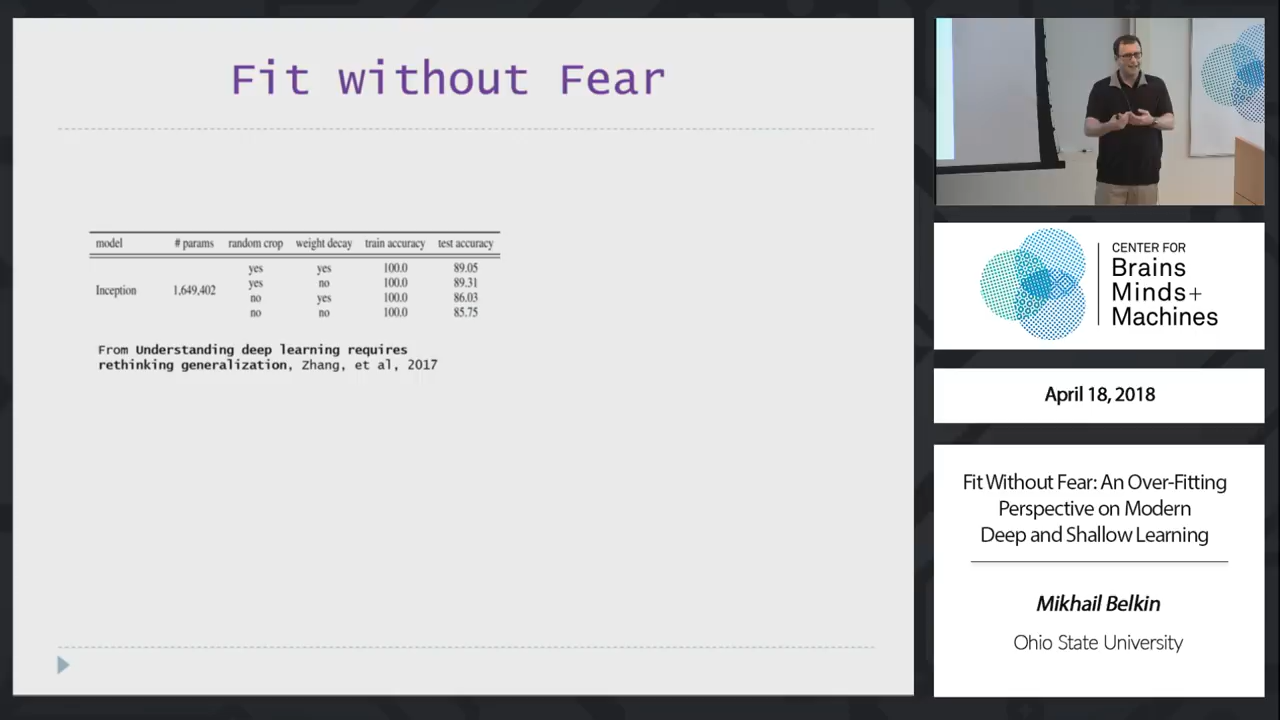 Fit without Fear
model # params random crop weight decay train accuracy test accuracy
yes yes 100.0 89.05
yes no 100.0 89.31
Inception 1,649,402
no yes 100.0 86.03
no no 100.0 85.75
From Understanding deep learning requires
rethinking generalization, Zhang, et al, 2017
CENTER FOR
Brains
Minds+
Machines
April 18, 2018
Fit Without Fear: An Over-Fitting
Perspective on Modern
Deep and Shallow Learning
Mikhail Belkin
Ohio State University